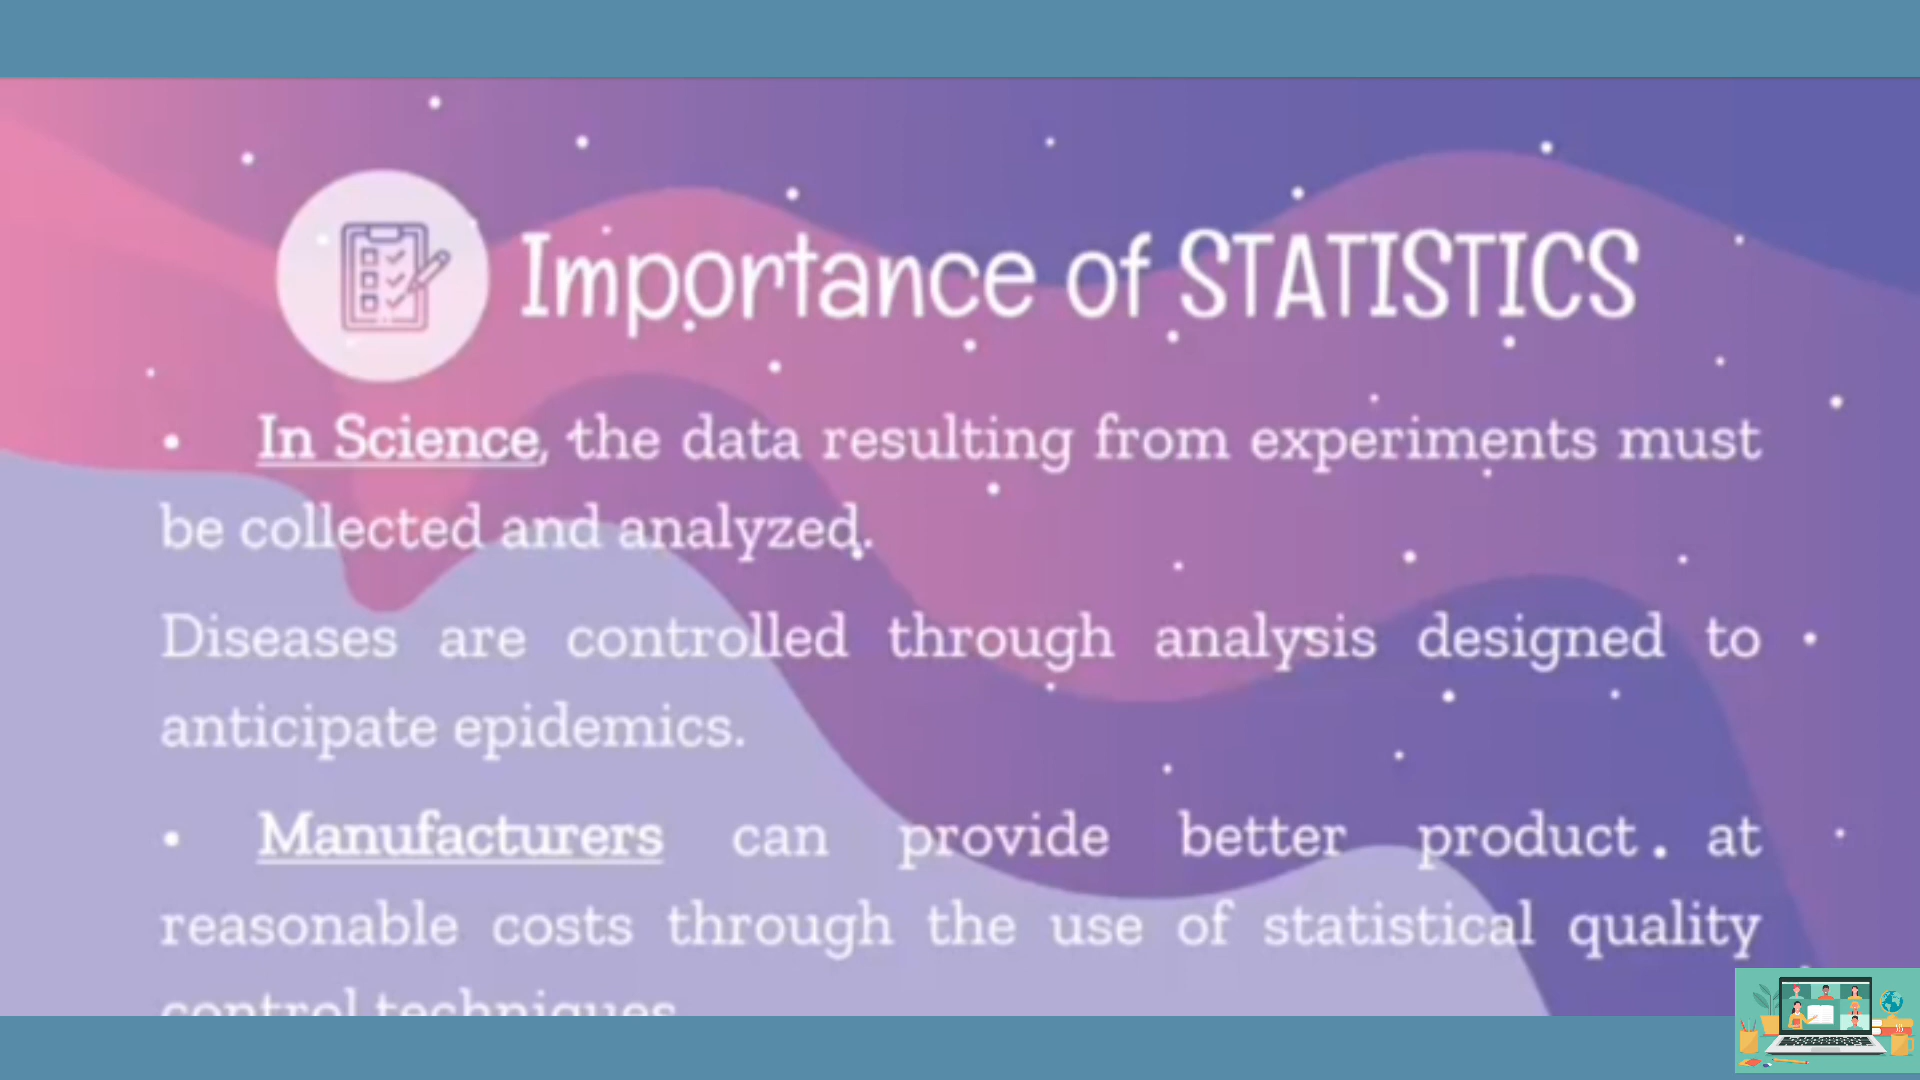 Importance of STATISTICS
• In Science, the data resulting from experiments must
be collected and analyzed.
Diseases are controlled through analysis designed to
anticipate epidemics.
• Manufacturers can provide better product. at
reasonable costs through the use of statistical quality
control techniques